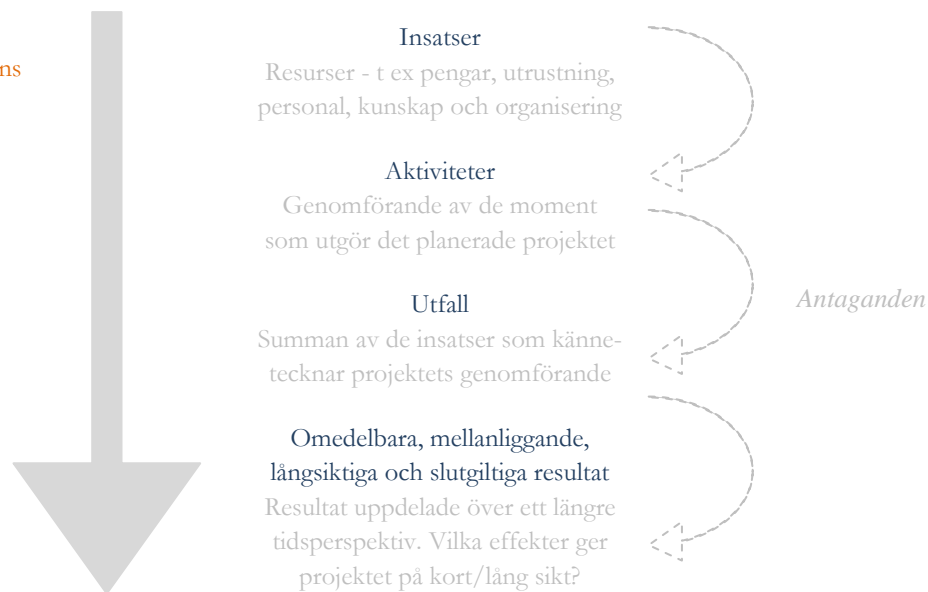 Insatser
ns
Resurser - t ex pengar, utrustning,
personal, kunskap och organisering
Aktiviteter
Genomförande av de moment
som utgör det planerade projektet
Utfall
Antaganden
Summan av de insatser som känne-
tecknar projektets genomförande
Omedelbara, mellanliggande,
långsiktiga och slutgiltiga resultat
Resultat uppdelade över ett längre
tidsperspektiv. Vilka effekter ger
projektet på kort/lång sikt?